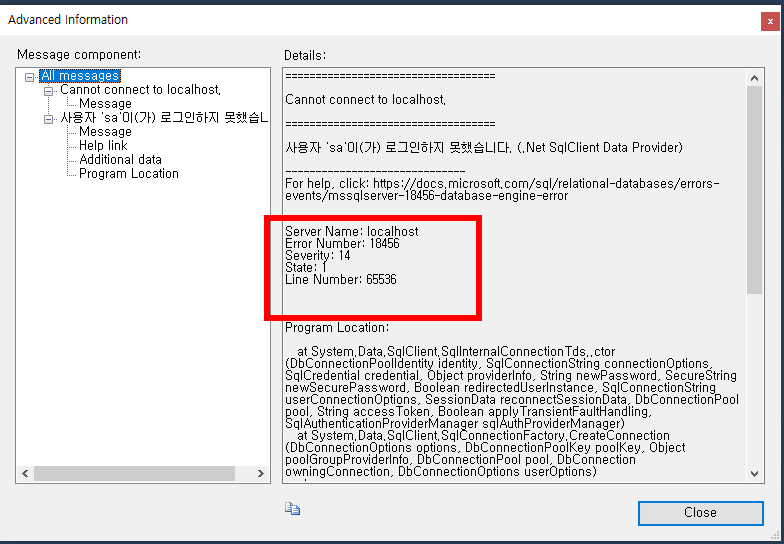 Advanced Information
x
Message component:
All messages
Cannot connect to localhost.
Message
사용자 'sa'이(가) 로그인하지 못했습니
Message
Help link
Additional data
Program Location
Details:
===================================
Cannot connect to localhost.
===================================
사용자 'sa'이(가) 로그인하지 못했습니다. (.Net SqlClient Data Provider)
------------------------------
For help, click: https://docs.microsoft.com/sql/relational-databases/errors-
events/mssqlserver-18456-database-engine-error
------------------------------
Server Name: localhost
Error Number: 18456
Severity: 14
State: 1
Line Number: 65536
Program Location:
at System.Data.SqlClient.SqlInternalConnectionTds..ctor
(DbConnectionPoolIdentity identity, SqlConnectionString connectionOptions,
SqlCredential credential, Object providerInfo, String newPassword, SecureString
newSecurePassword, Boolean redirectedUserInstance, SqlConnectionString
userConnectionOptions, SessionData reconnectSessionData, DbConnectionPool
pool, String accessToken, Boolean applyTransientFaultHandling,
SqlAuthenticationProviderManager sqlAuthProviderManager)
at System.Data.SqlClient.SqlConnectionFactory.CreateConnection
(DbConnectionOptions options, DbConnectionPoolKey poolKey, Object
poolGroupProviderInfo, DbConnectionPool pool, DbConnection
owningConnection, DbConnectionOptions userOptions)
Close